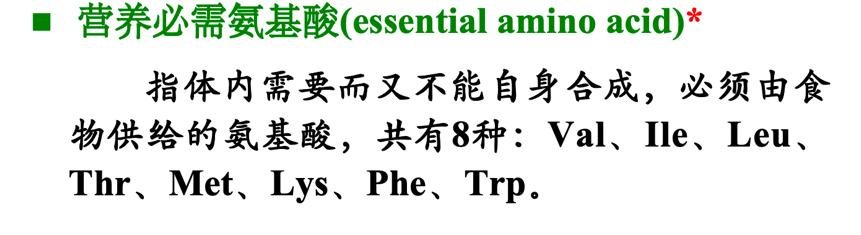 ■ 营养必需氨基酸(essential amino acid)*
指体内需要而又不能自身合成，必须由食
物供给的氨基酸，共有8种：Val、Ile、Leu、
Thr、Met、Lys、Phe、Trp。